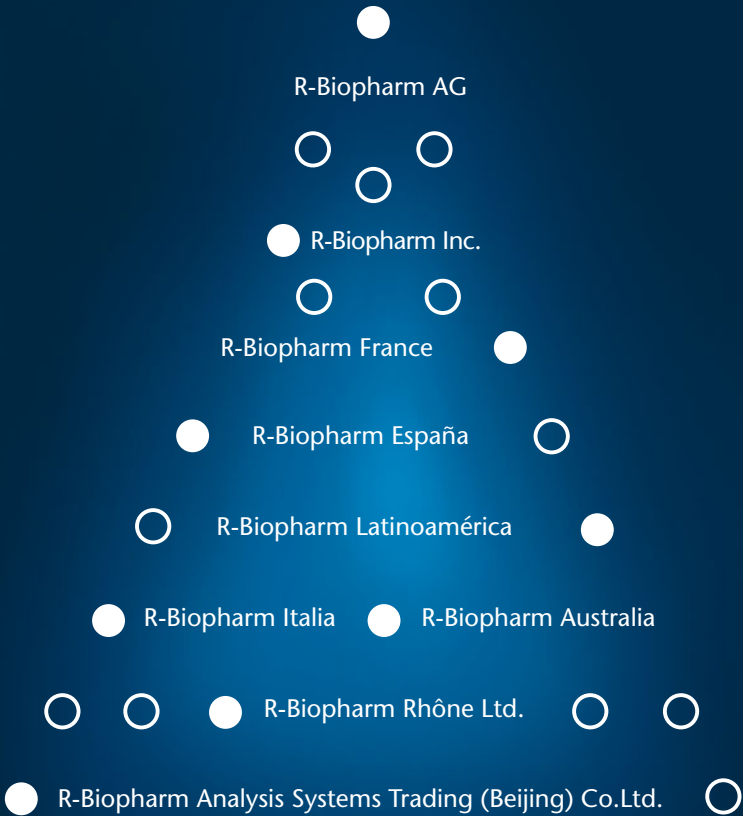 R-Biopharm AG
R-Biopharm Inc.
R-Biopharm France
R-Biopharm España
R-Biopharm Latinoamérica
R-Biopharm Italia R-Biopharm Australia
R-Biopharm Rhône Ltd.
R-Biopharm Analysis Systems Trading (Beijing) Co.Ltd.